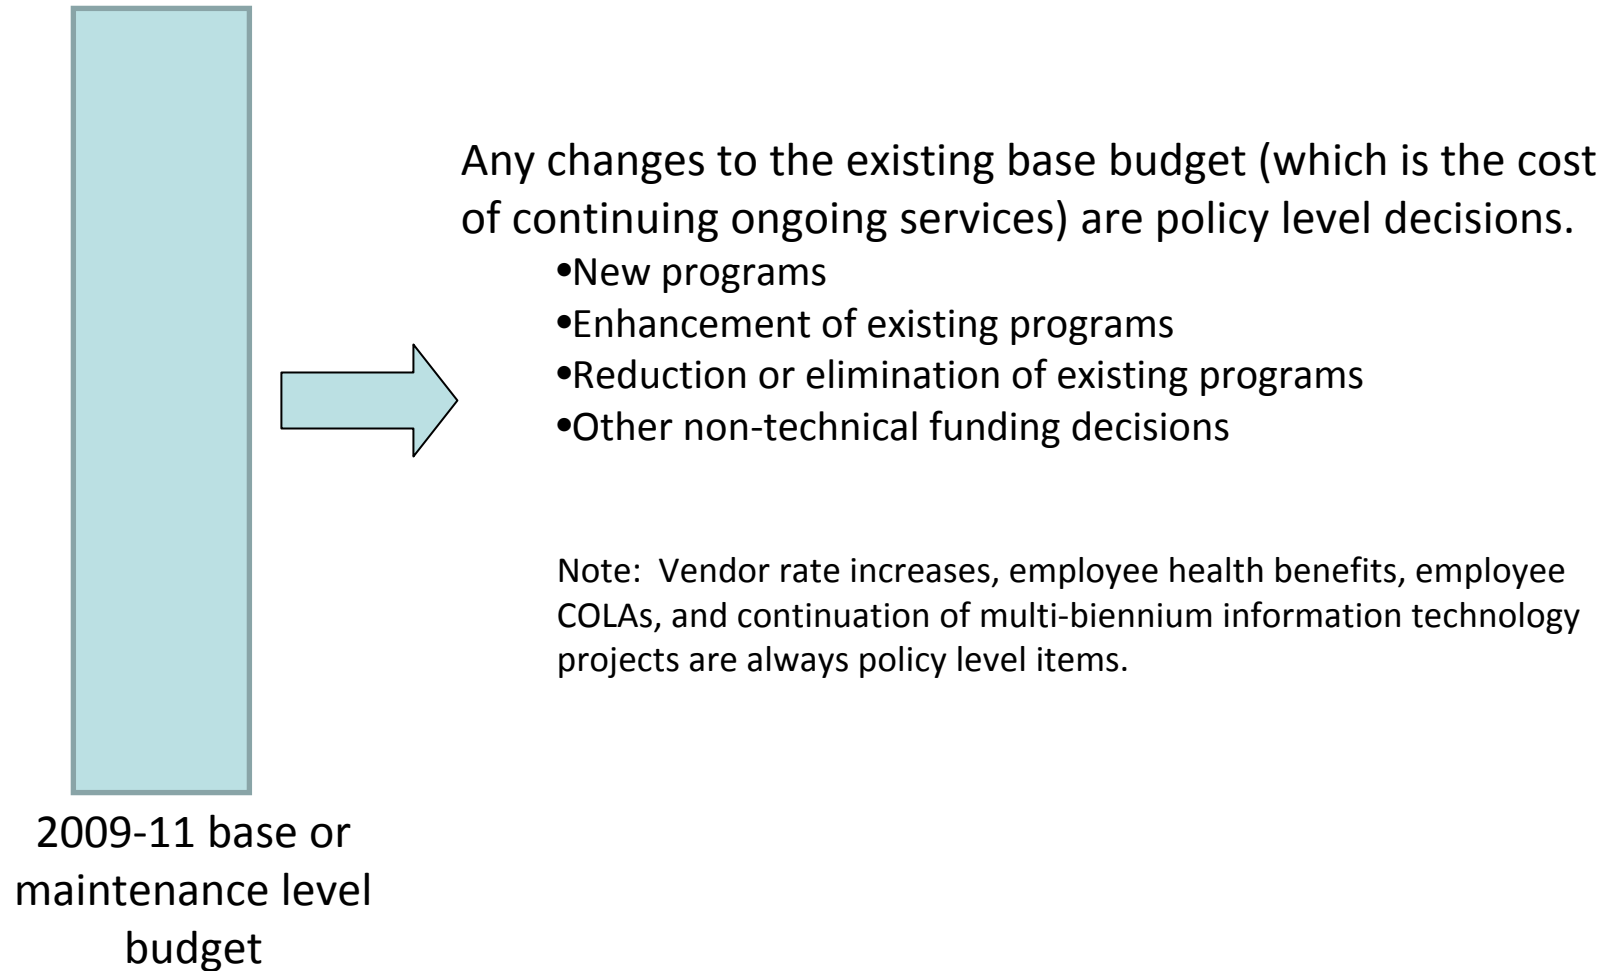 Any changes to the existing base budget (which is the cost
of continuing ongoing services) are policy level decisions.
•New programs
•Enhancement of existing programs
•Reduction or elimination of existing programs
•Other non-technical funding decisions
Note:  Vendor rate increases, employee health benefits, employee
COLAs, and continuation of multi-biennium information technology
projects are always policy level items.
2009-11 base or
maintenance level
budget